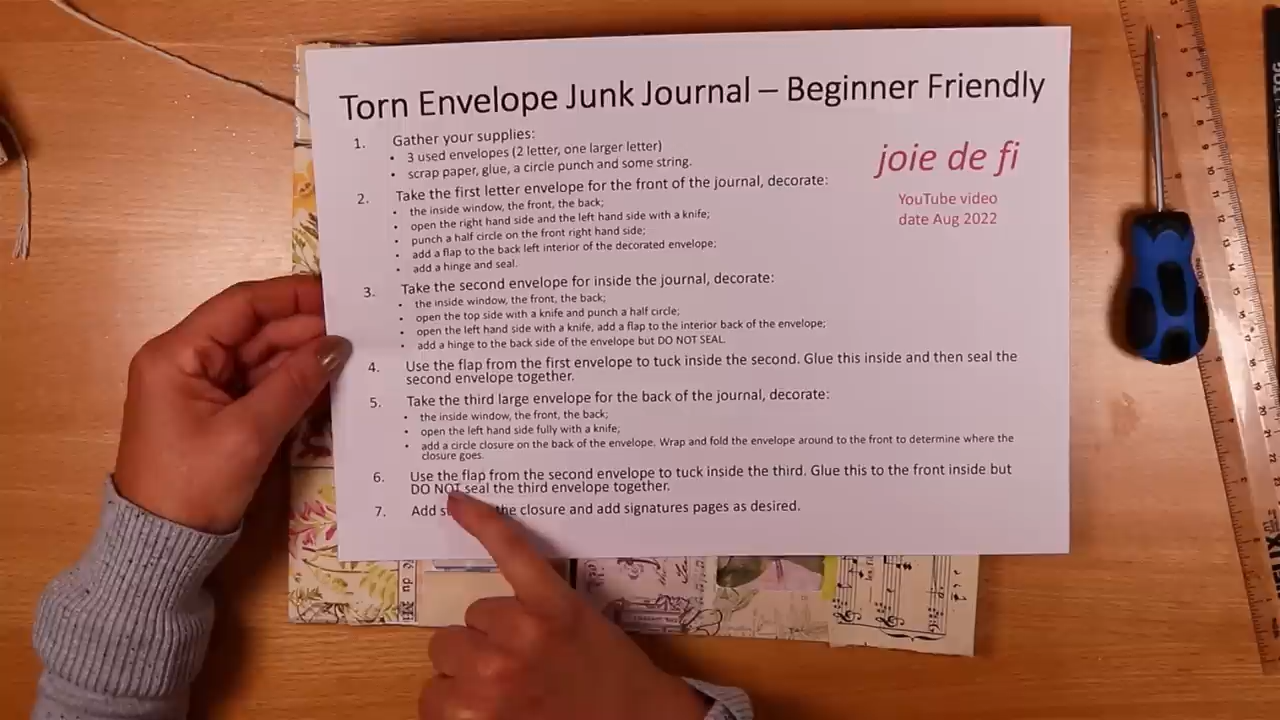 Torn Envelope Junk Journal – Beginner Friendly
joie de fi
YouTube video
date Aug 2022
1. Gather your supplies:
• 3 used envelopes (2 letter, one larger letter)
• scrap paper, glue, a circle punch and some string.
2. Take the first letter envelope for the front of the journal, decorate:
• the inside window, the front, the back;
• open the right hand side and the left hand side with a knife;
• punch a half circle on the front right hand side;
• add a flap to the back left interior of the decorated envelope;
• add a hinge and seal.
3. Take the second envelope for inside the journal, decorate:
• the inside window, the front, the back;
• open the top side with a knife and punch a half circle;
• open the left hand side with a knife, add a flap to the interior back of the envelope;
• add a hinge to the back side of the envelope but DO NOT SEAL.
4. Use the flap from the first envelope to tuck inside the second. Glue this inside and then seal the
second envelope together.
5. Take the third large envelope for the back of the journal, decorate:
• the inside window, the front, the back;
• open the left hand side fully with a knife;
• add a circle closure on the back of the envelope. Wrap and fold the envelope around to the front to determine where the
closure goes.
6. Use the flap from the second envelope to tuck inside the third. Glue this to the front inside but
DO NOT seal the third envelope together.
7. Add the closure and add signatures pages as desired.